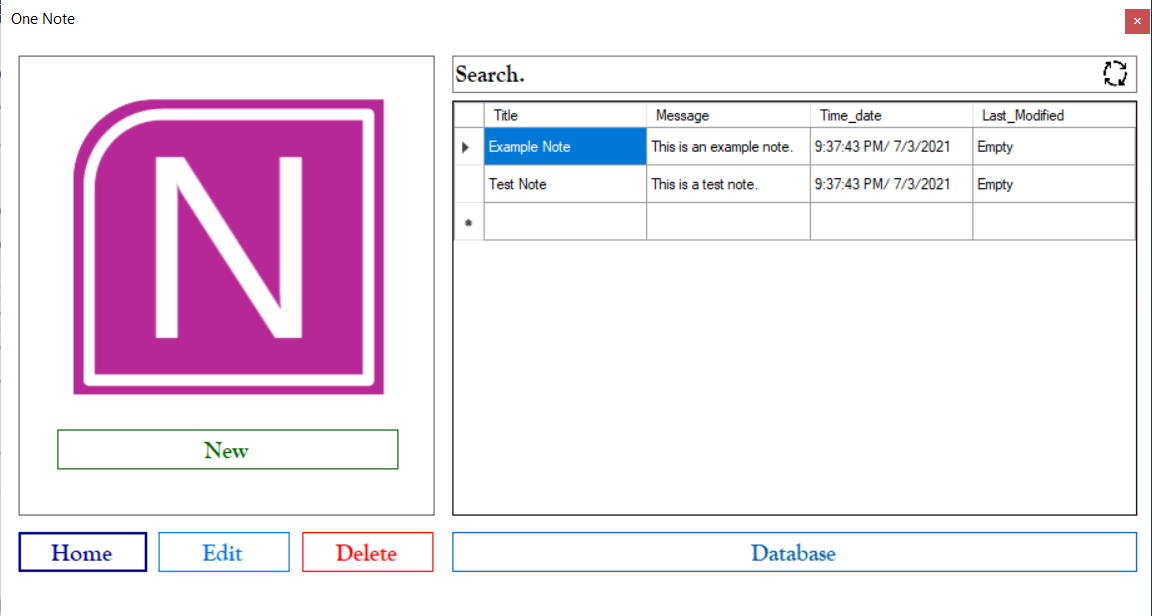 One Note
N
New
Home Edit Delete
Search.
Title Message Time_date Last_Modified
Example Note This is an example note. 9:37:43 PM/ 7/3/2021 Empty
Test Note This is a test note. 9:37:43 PM/ 7/3/2021 Empty
Database